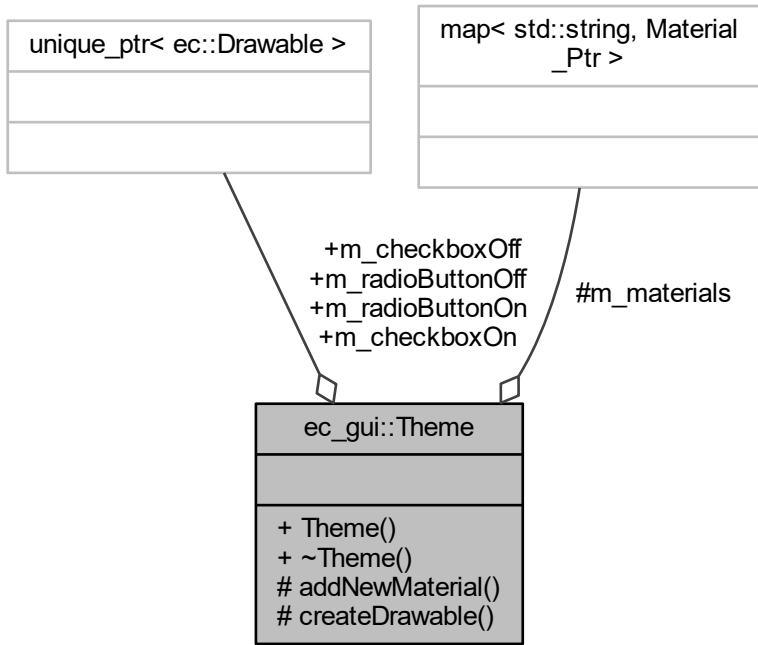 unique_ptr< ec::Drawable >
map< std::string, Material
_Ptr >
+m_checkboxOff
+m_radioButtonOff
+m_radioButtonOn
+m_checkboxOn
#m_materials
ec_gui::Theme
+ Theme()
+ ~Theme()
# addNewMaterial()
# createDrawable()